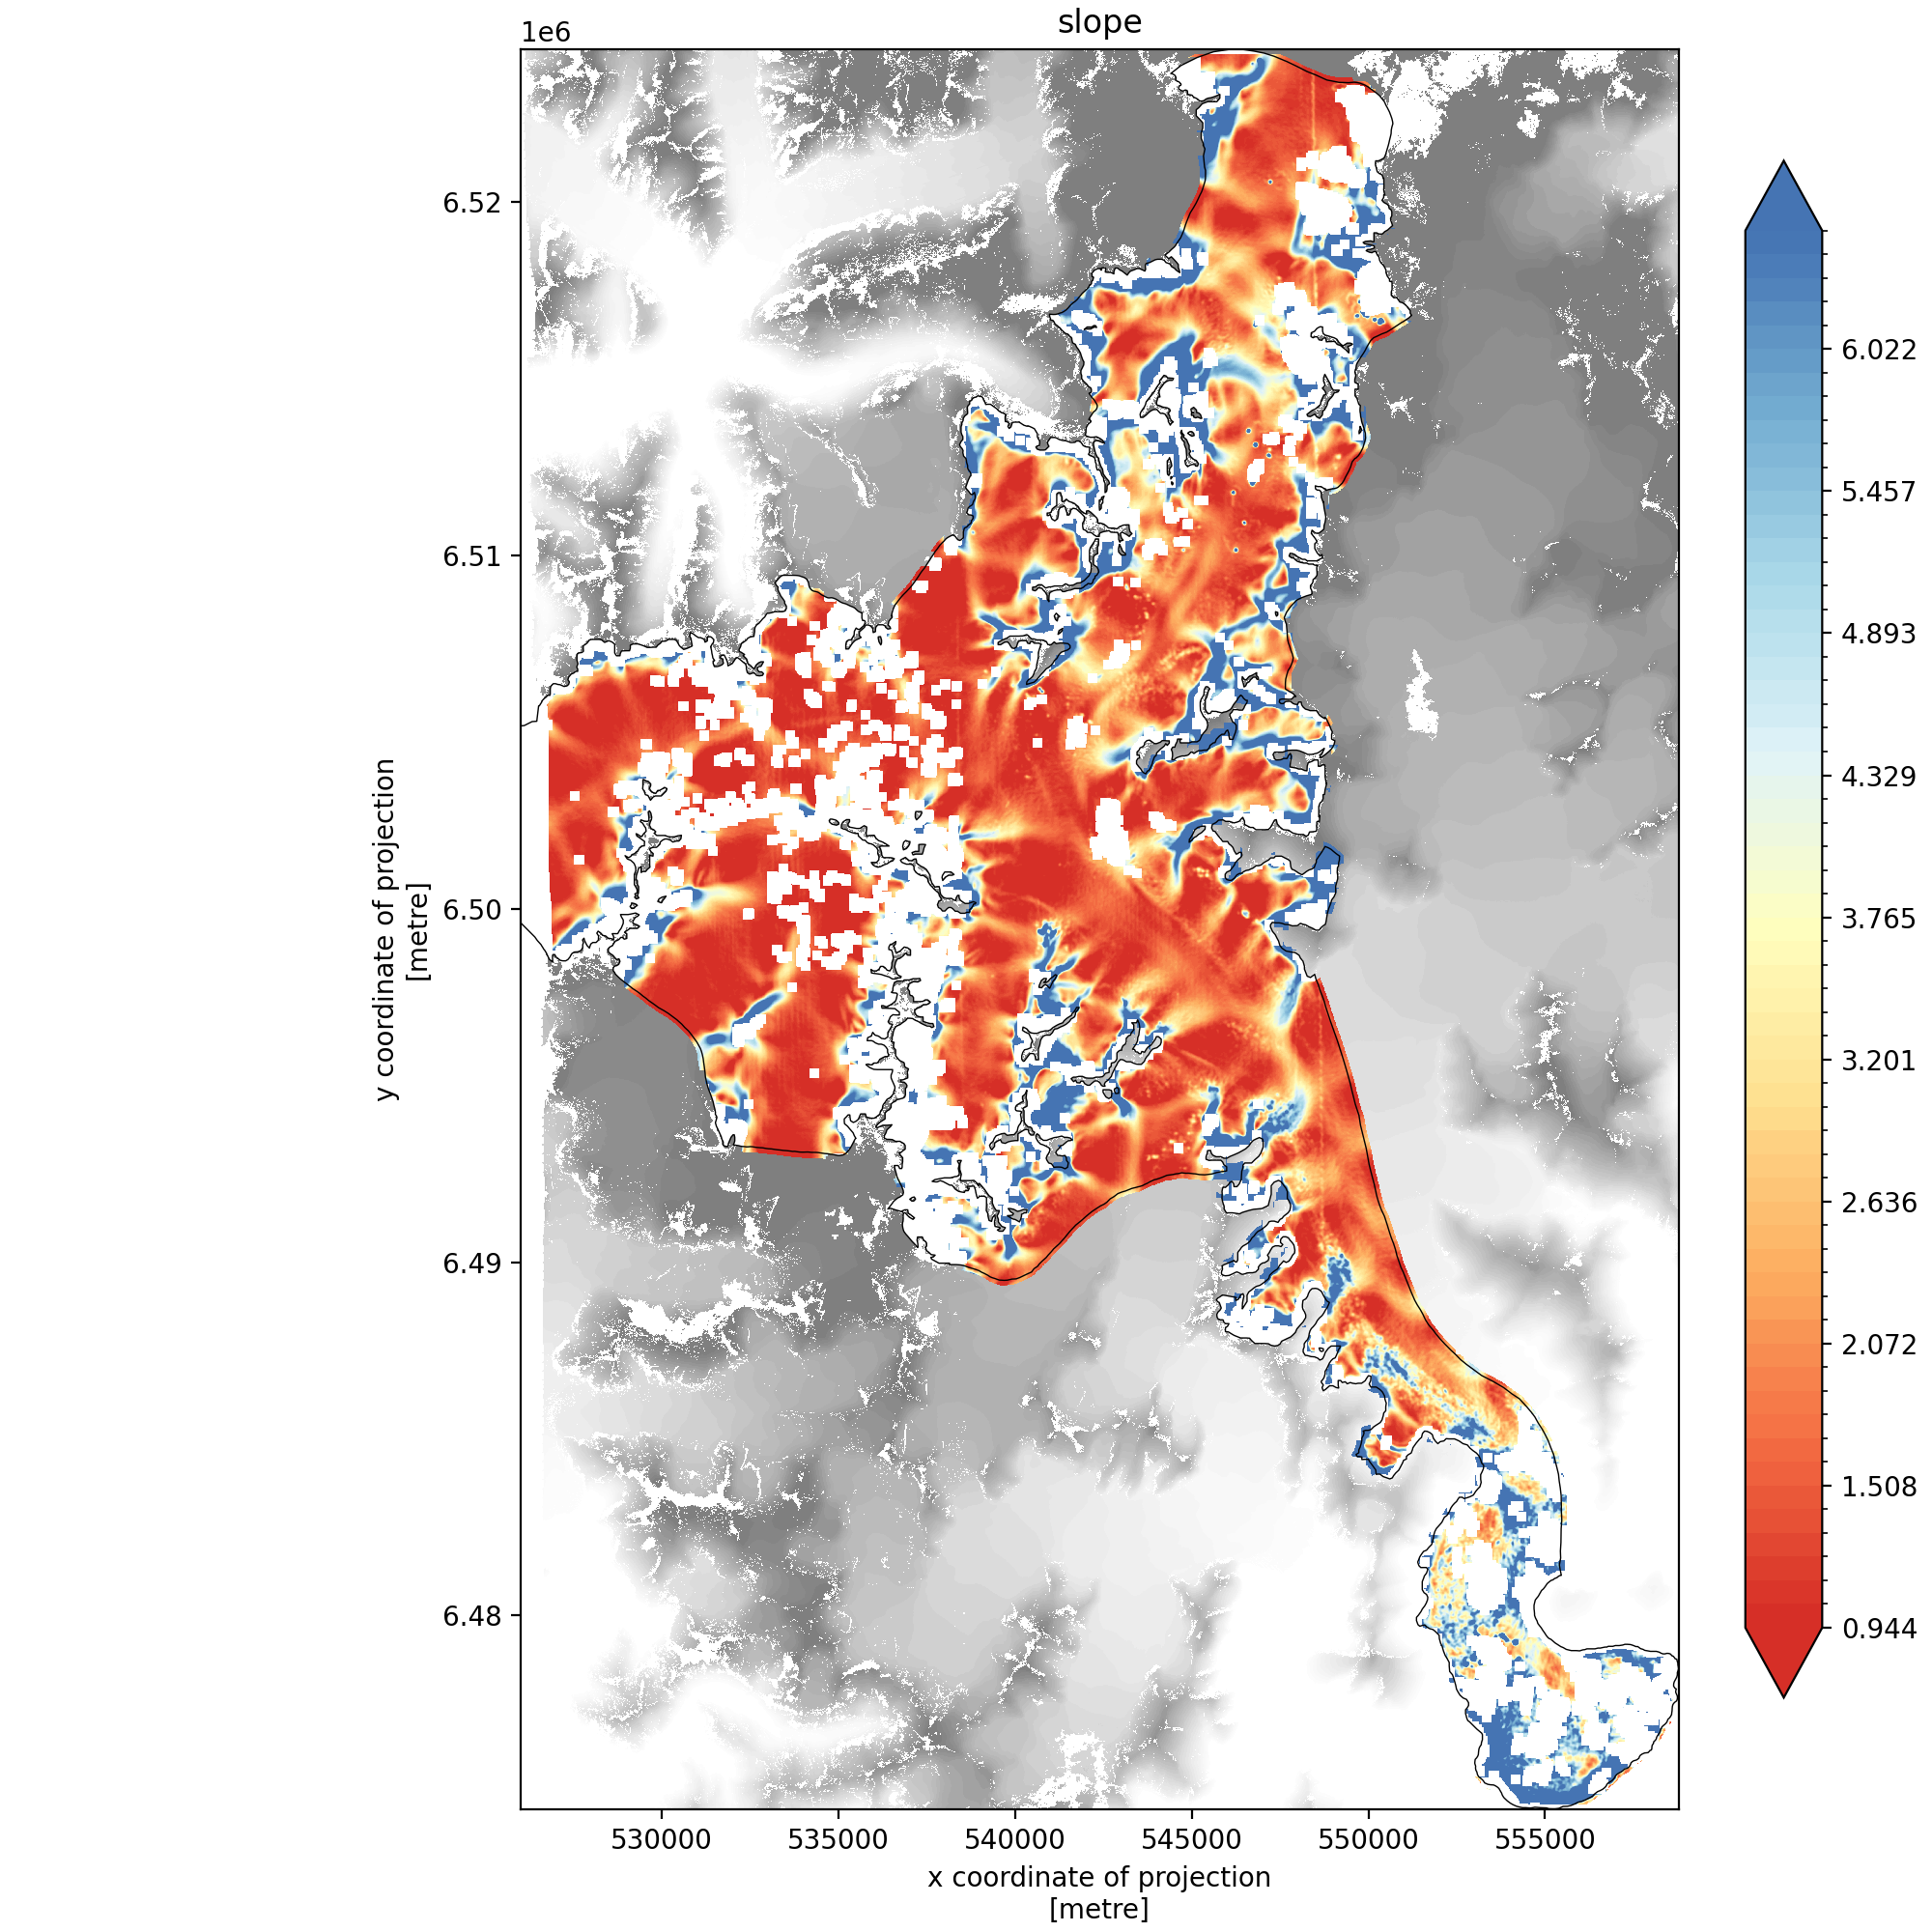 slope
1e6
6.52
6.51
6.50
6.49
6.48
y coordinate of projection
[metre]
530000 535000 540000 545000 550000 555000
x coordinate of projection
[metre]
6.022
5.457
4.893
4.329
3.765
3.201
2.636
2.072
1.508
0.944